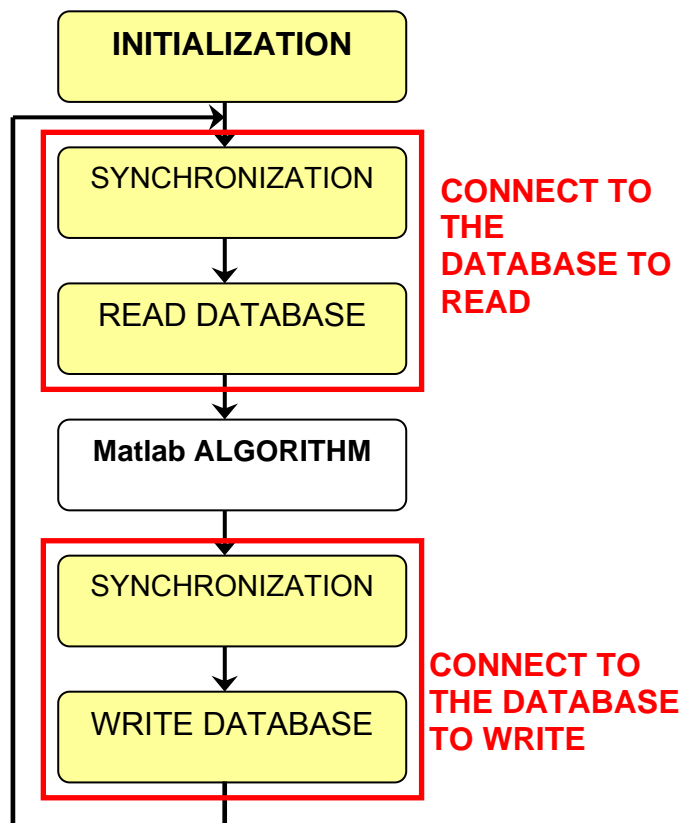 INITIALIZATION
SYNCHRONIZATION
CONNECT TO
THE
DATABASE TO
READ
READ DATABASE
Matlab ALGORITHM
SYNCHRONIZATION
CONNECT TO
THE DATABASE
TO WRITE
WRITE DATABASE